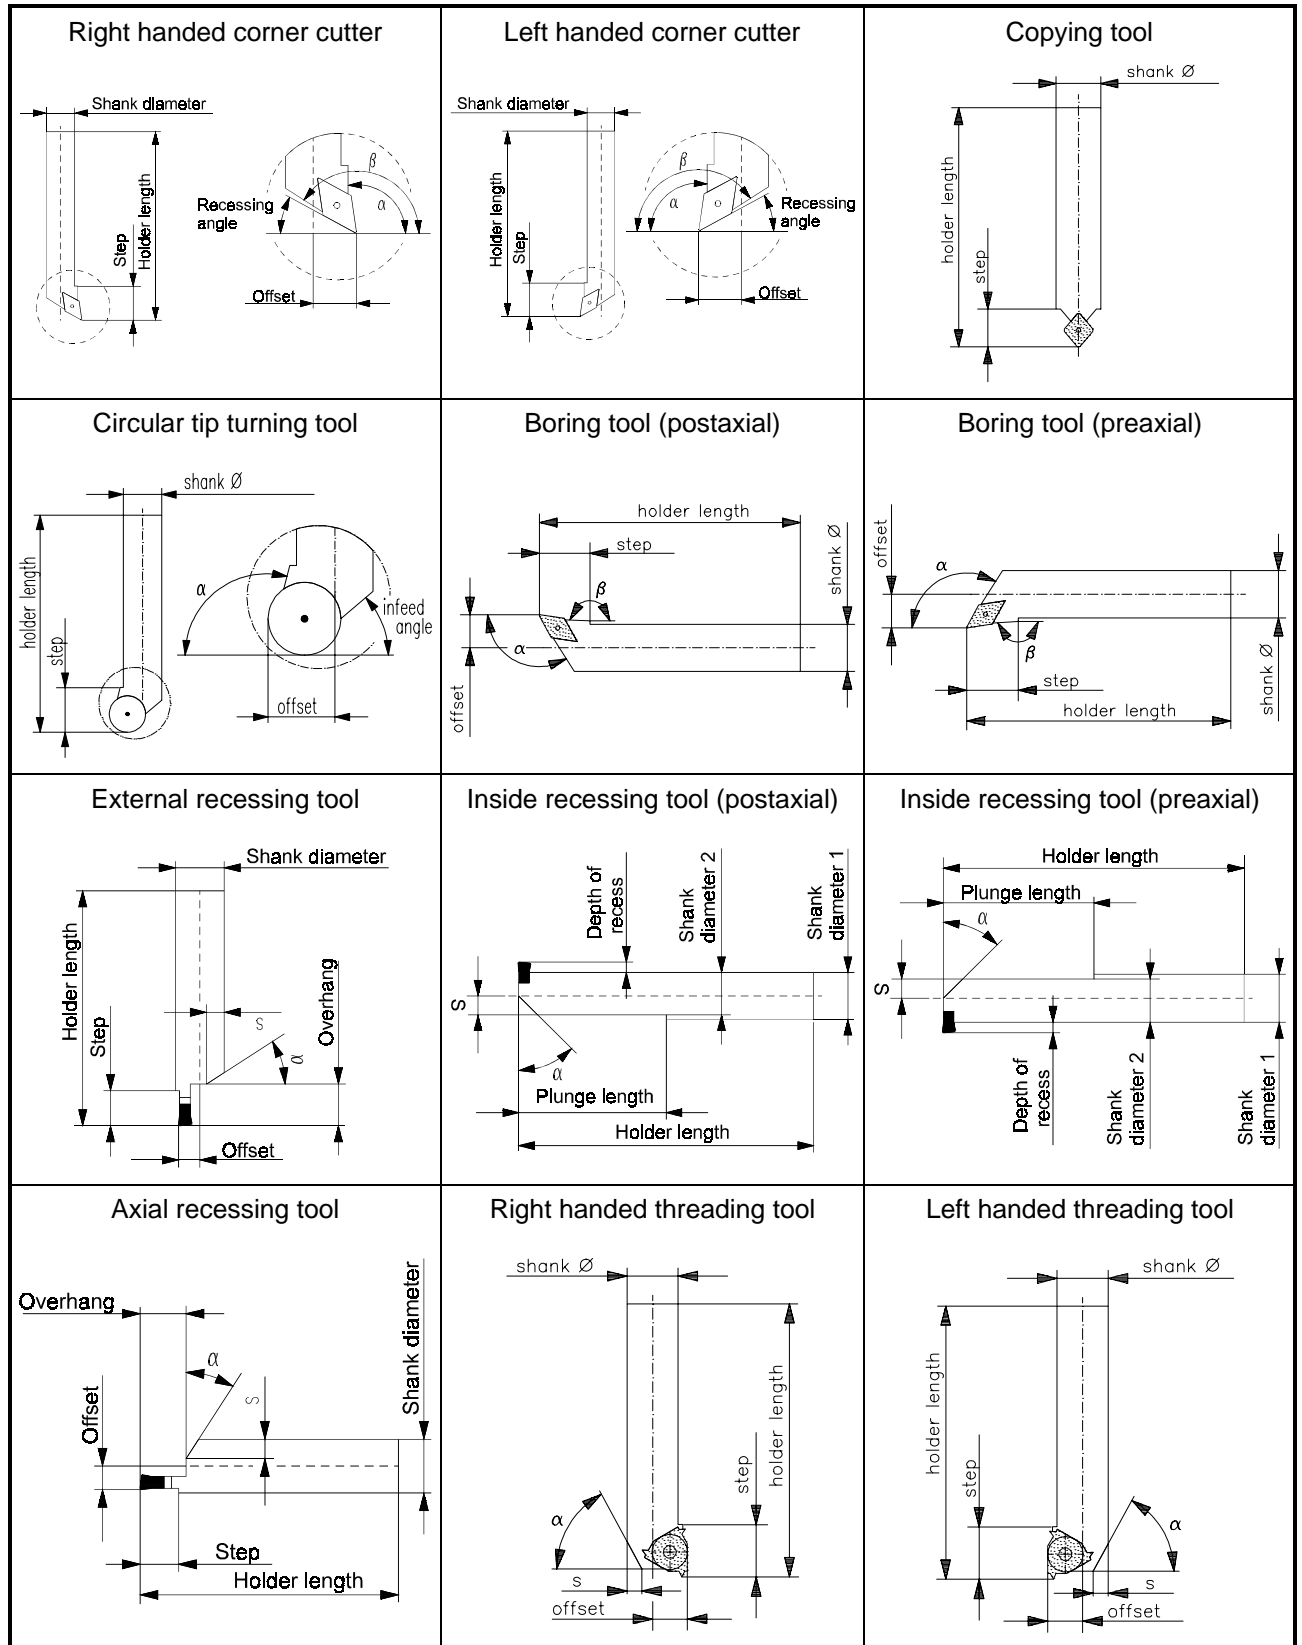 Right handed corner cutter
Shank diameter
Holder length
Step
β
α
Recessing
angle
Offset
Left handed corner cutter
Shank diameter
Holder length
Step
β
α
Recessing
angle
Offset
Copying tool
shank Ø
holder length
step
Circular tip turning tool
shank Ø
holder length
step
α
infeed
angle
offset
Boring tool (postaxial)
holder length
step
shank Ø
β
α
offset
Boring tool (preaxial)
offset
α
β
step
holder length
shank Ø
External recessing tool
Shank diameter
Holder length
Step
Overhang
s
α
Offset
Inside recessing tool (postaxial)
Depth of
recess
Shank
diameter 2
Shank
diameter 1
S
α
Plunge length
Holder length
Inside recessing tool (preaxial)
Holder length
Plunge length
α
S
Depth of
recess
Shank
diameter 2
Shank
diameter 1
Axial recessing tool
Overhang
α
s
Shank diameter
Offset
Step
Holder length
Right handed threading tool
shank Ø
holder length
step
α
s
offset
Left handed threading tool
shank Ø
holder length
step
α
s
offset